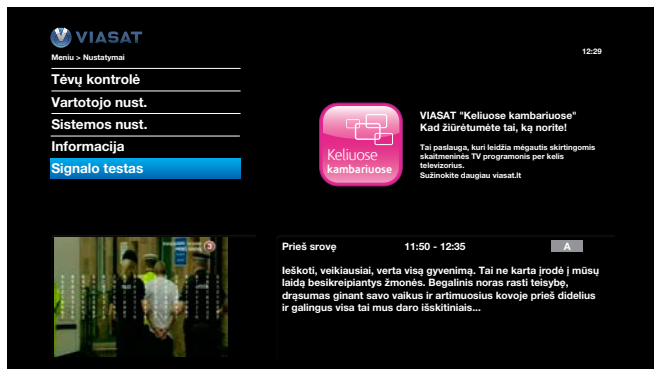 VIASAT
Meniu > Nustatymai
12:29
Tėvų kontrolė
Vartotojo nust.
Sistemos nust.
Informacija
Signalo testas
Keliuose
kambariuose
VIASAT "Keliuose kambariuose"
Kad žiūrėtumėte tai, ką norite!
Tai paslauga, kuri leidžia mėgautis skirtingomis
skaitmeninės TV programonis per kelis
televizorius.
Sužinokite daugiau viasat.lt
3
Prieš srovę
11:50 - 12:35
A
Ieškoti, veikiausiai, verta visą gyvenimą. Tai ne karta įrodė į mūsų
laidą besikreipiantys žmonės. Begalinis noras rasti teisybę,
drąsumas ginant savo vaikus ir artimuosius kovoje prieš didelius
ir galingus visa tai mus daro išskitiniais...